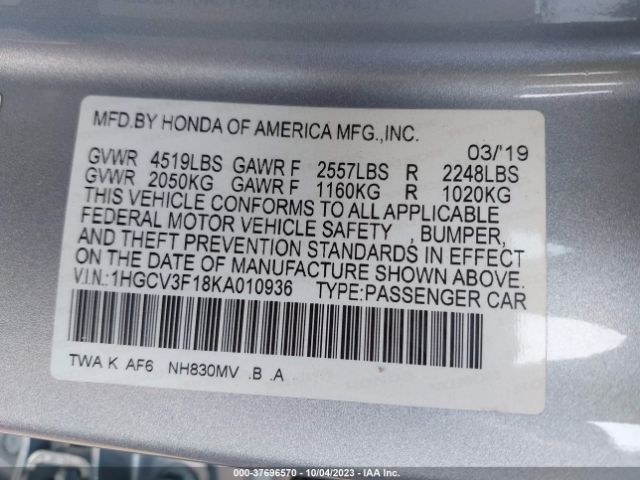 MFD.BY HONDA OF AMERICA MFG.,INC.
03/'19
GVWR 4519LBS GAWR F 2557LBS R 2248LBS
GVWR 2050KG GAWR F 1160KG R 1020KG
THIS VEHICLE CONFORMS TO ALL APPLICABLE
FEDERAL MOTOR VEHICLE SAFETY , BUMPER,
AND THEFT PREVENTION STANDARDS IN EFFECT
ON THE DATE OF MANUFACTURE SHOWN ABOVE.
V.I.N.:1HGCV3F18KA010936 TYPE:PASSENGER CAR
TWA K AF6 NH830MV .B .A
000-37696570 - 10/04/2023 - IAA Inc.